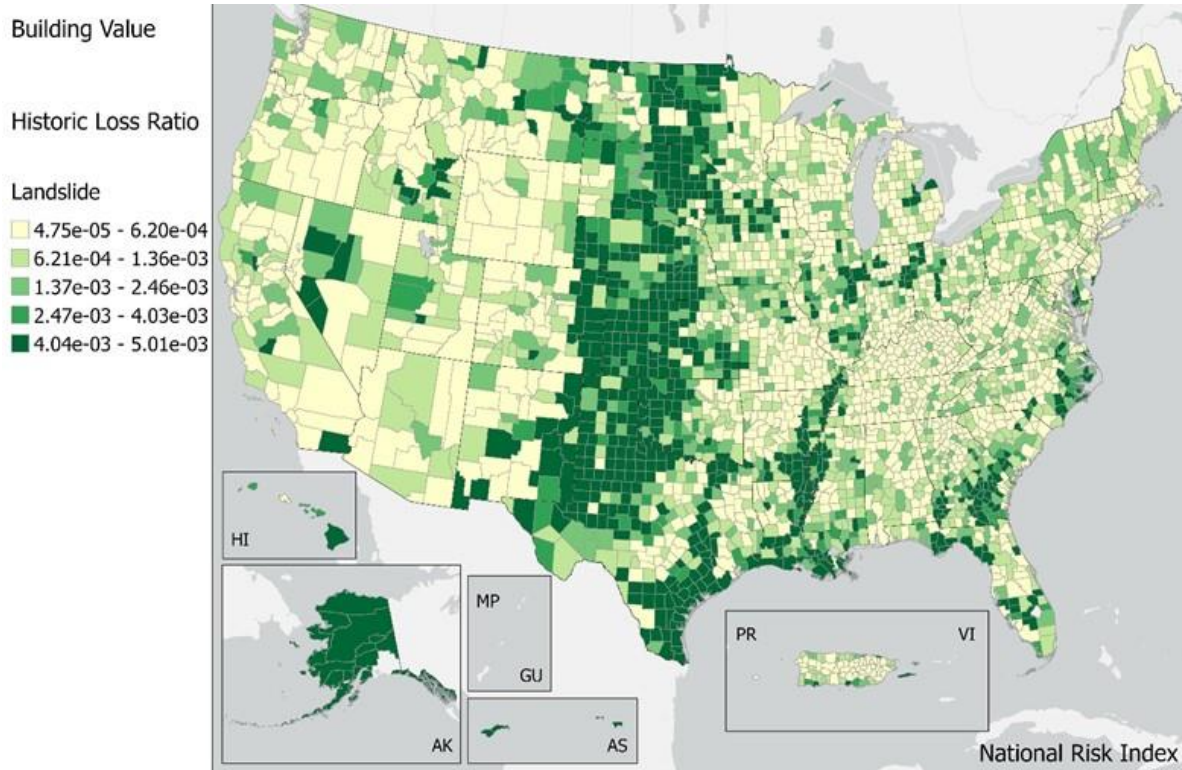 Building Value
Historic Loss Ratio
Landslide
4.75e-05 - 6.20e-04
6.21e-04 - 1.36e-03
1.37e-03 - 2.46e-03
2.47e-03 - 4.03e-03
4.04e-03 - 5.01e-03
HI
AK
MP
GU
AS
PR
VI
National Risk Index